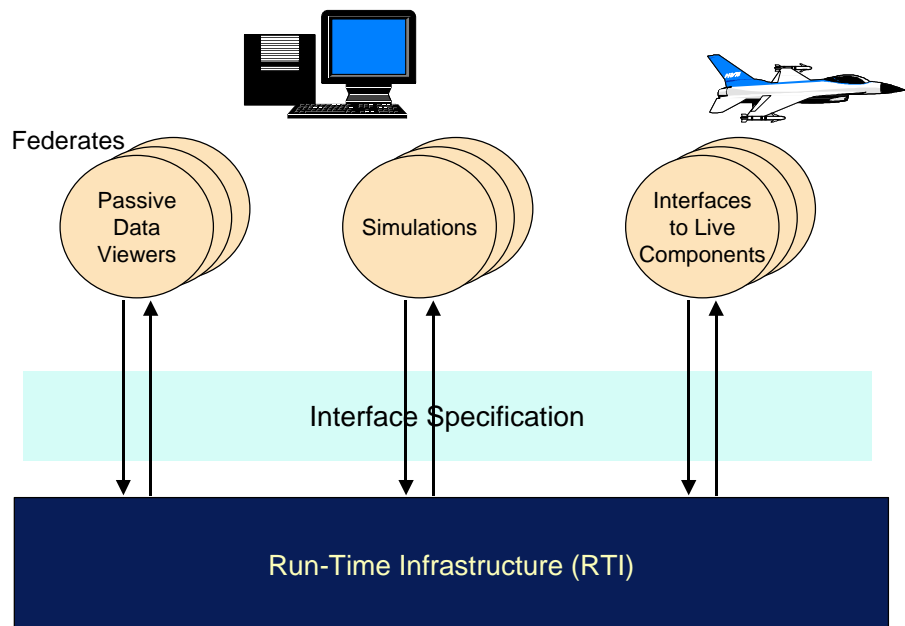 Federates
Passive
Data
Viewers
Simulations
Interfaces
to Live
Components
Interface Specification
Run-Time Infrastructure (RTI)